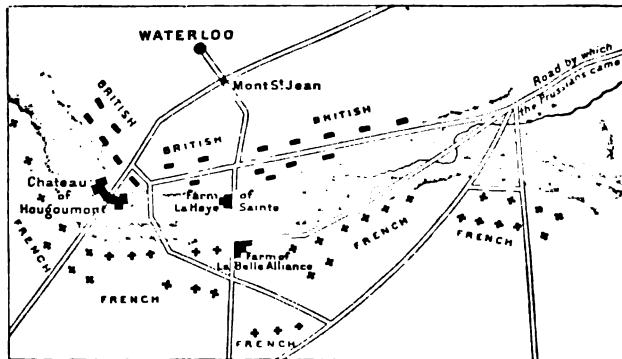 WATERLOO
Mont St. Jean
Road by which
the Prussians came
BRITISH
BRITISH
BRITISH
Chateau
of
Hougoumont
Farm of
La Haye Sainte
Farm of
La Belle Alliance
FRENCH
FRENCH
FRENCH
FRENCH
FRENCH